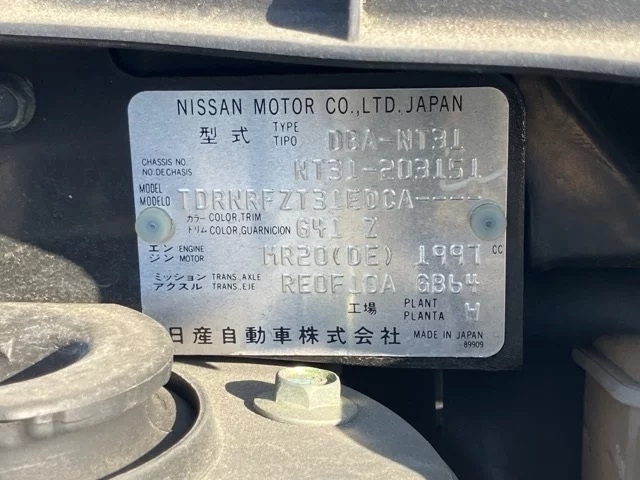 NISSAN MOTOR CO.,LTD. JAPAN
型式 TYPE TIPO DBA-NT31
CHASSIS NO. NO.DE CHASIS NT31-203151
MODEL MODELO TDRNRFZT31EDCA----
カラー COLOR,TRIM トリム COLOR,GUARNICION G41 Z
エンジン ENGINE MOTOR MR20(DE) 1997 CC
ミッション アクスル TRANS.,AXLE TRANS.,EJE RE0F10A GB64
工場 PLANT PLANTA W
日産自動車株式会社 MADE IN JAPAN
89909